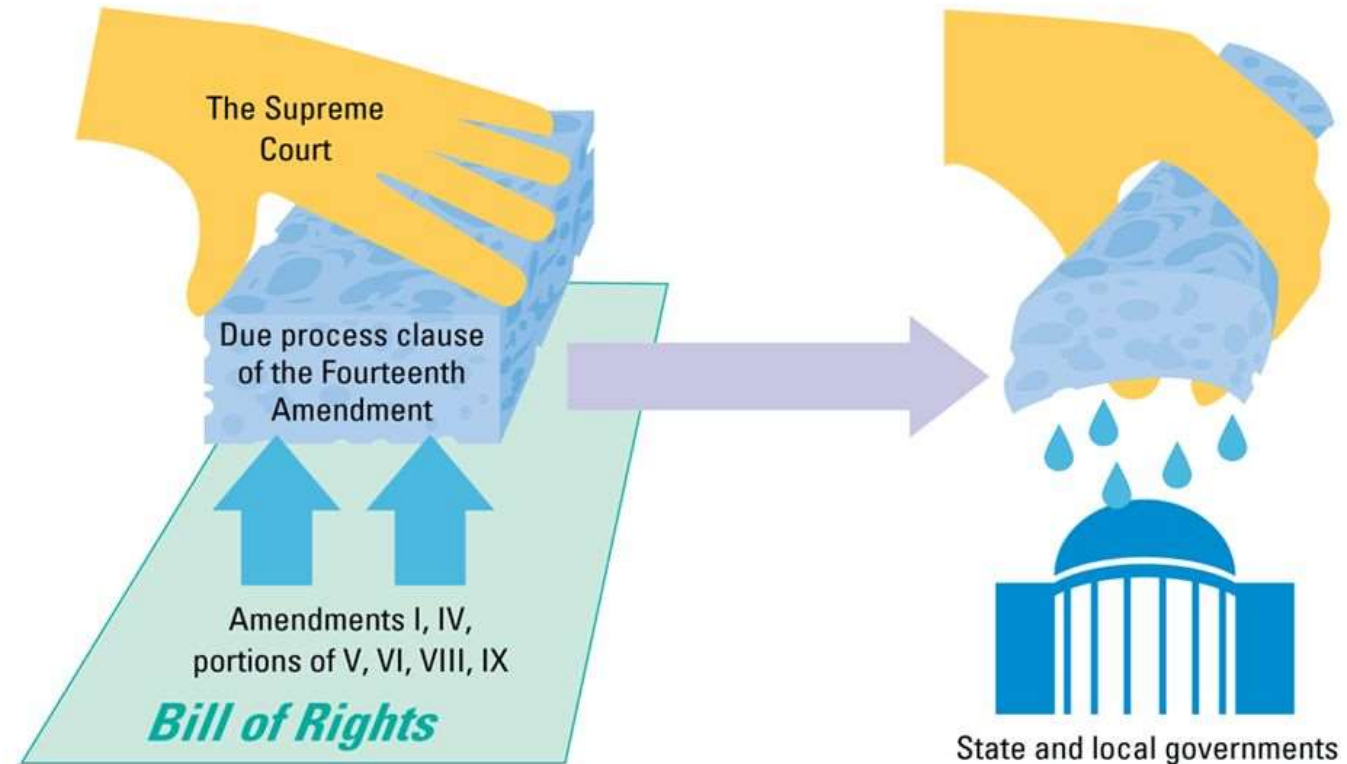 The Supreme
Court
Due process clause
of the Fourteenth
Amendment
Amendments I, IV,
portions of V, VI, VIII, IX
Bill of Rights
State and local governments